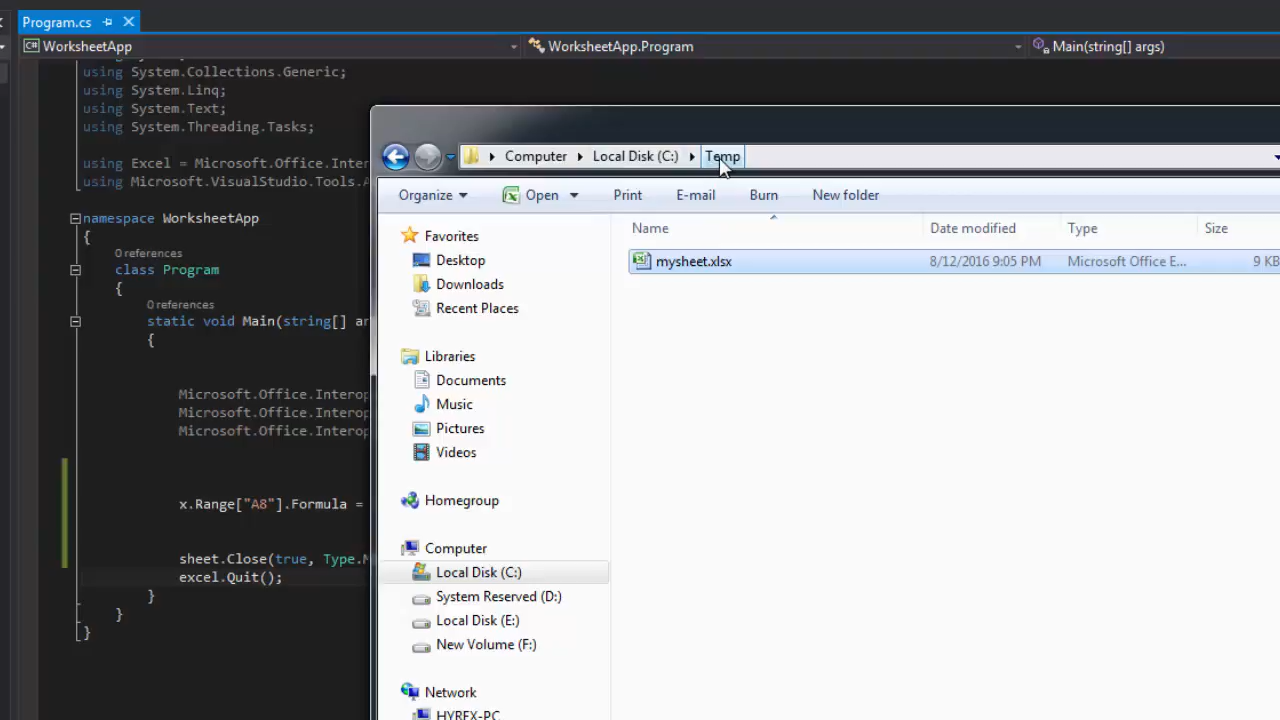 Program.cs
WorksheetApp
WorksheetApp.Program
Main(string[] args)
using System.Collections.Generic;
using System.Linq;
using System.Text;
using System.Threading.Tasks;
using Excel = Microsoft.Office.Inter
using Microsoft.VisualStudio.Tools.A
namespace WorksheetApp
{
0 references
class Program
{
0 references
static void Main(string[] ar
{
Microsoft.Office.Interop
Microsoft.Office.Interop
Microsoft.Office.Interop
x.Range["A8"].Formula =
sheet.Close(true, Type.M
excel.Quit();
}
}
}
Computer
Local Disk (C:)
Temp
Organize
Open
Print
E-mail
Burn
New folder
Favorites
Desktop
Downloads
Recent Places
Libraries
Documents
Music
Pictures
Videos
Homegroup
Computer
Local Disk (C:)
System Reserved (D:)
Local Disk (E:)
New Volume (F:)
Network
HYREX-PC
Name
Date modified
Type
Size
mysheet.xlsx
8/12/2016 9:05 PM
Microsoft Office E...
9 KB